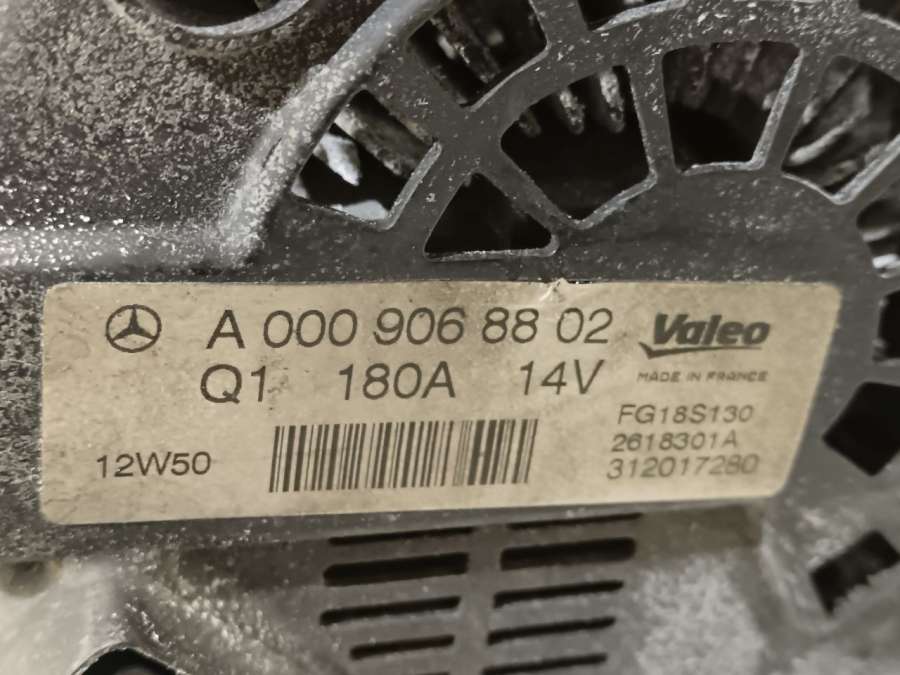 A 000 906 88 02
Q1 180A 14V
12W50
Valeo
MADE IN FRANCE
FG18S130
2618301A
312017280